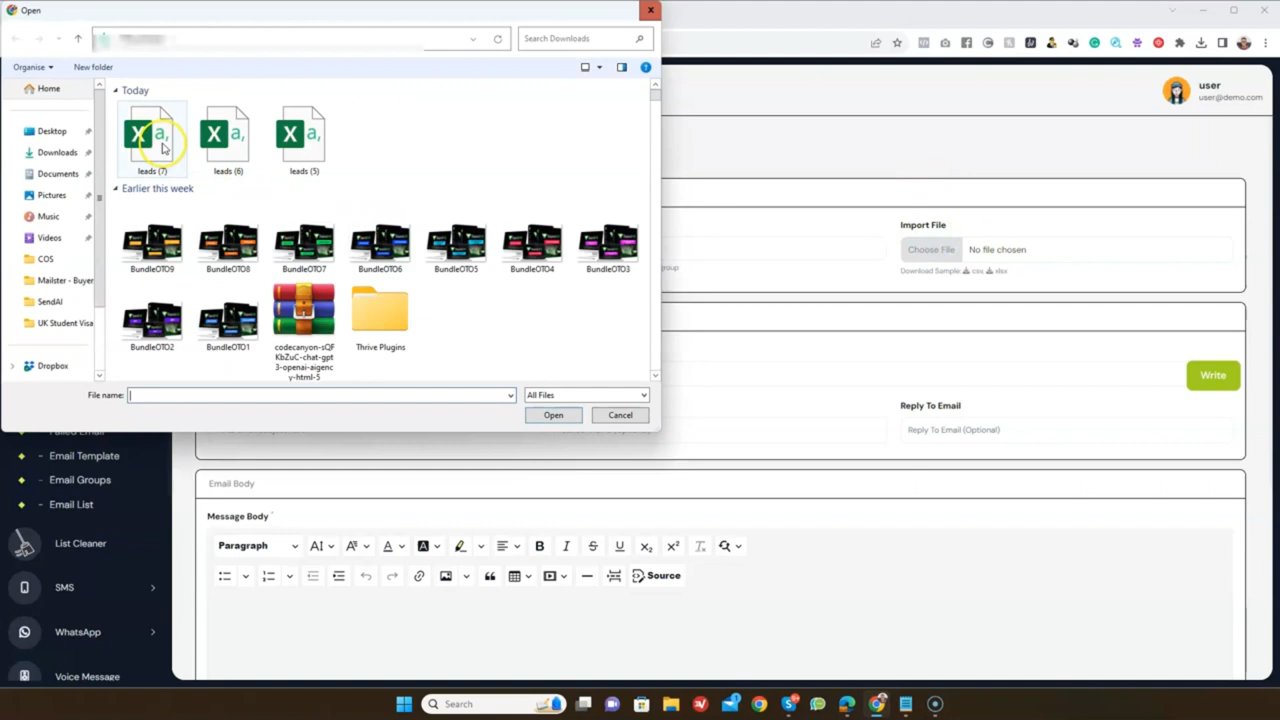 Open
Search Downloads
Organise
New folder
Home
Desktop
Downloads
Documents
Pictures
Music
Videos
COS
Mailster - Buyer
SendAI
UK Student Visa
Dropbox
Today
leads (7)
leads (6)
leads (5)
Earlier this week
BundleOTO9
BundleOTO8
BundleOTO7
BundleOTO6
BundleOTO5
BundleOTO4
BundleOTO3
BundleOTO2
BundleOTO1
codecanyon-sQF
KbZuC-chat-gpt
3-openai-aigenc
y-html-5
Thrive Plugins
File name:
All Files
Open
Cancel
user
user@demo.com
Import File
Choose File No file chosen
group
Download Sample: csv, xlsx
Write
Reply To Email
Reply To Email (Optional)
Email Body
Message Body *
Paragraph
Source
Failed Email
- Email Template
- Email Groups
- Email List
List Cleaner
SMS
WhatsApp
Voice Message
Search